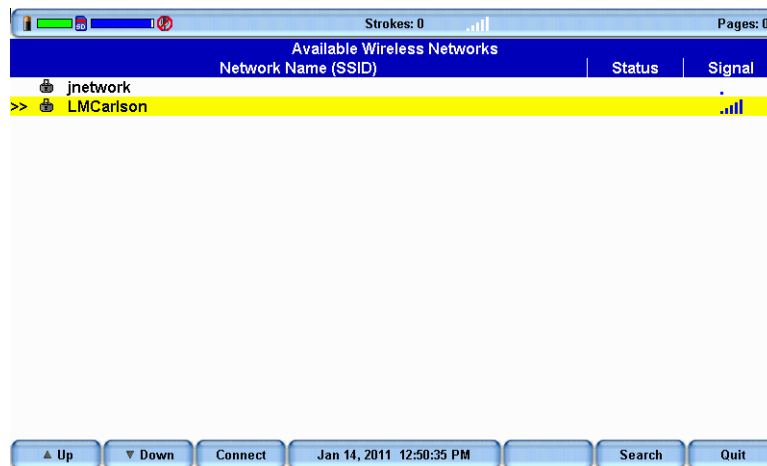 SD Strokes: 0 Pages: 0
Available Wireless Networks
Network Name (SSID) Status Signal
jnetwork
>> LMCarlson
Up Down Connect Jan 14, 2011 12:50:35 PM Search Quit